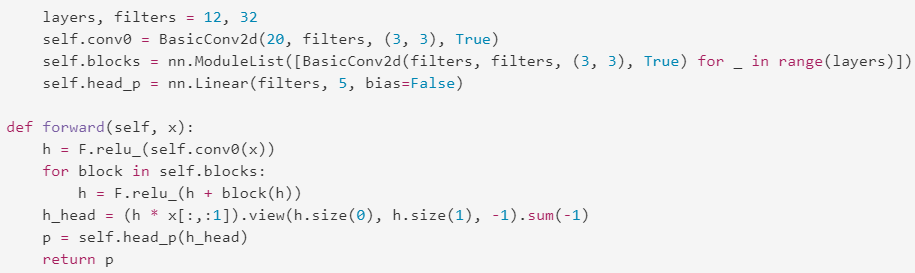 layers, filters = 12, 32
self.conv0 = BasicConv2d(20, filters, (3, 3), True)
self.blocks = nn.ModuleList([BasicConv2d(filters, filters, (3, 3), True) for _ in range(layers)])
self.head_p = nn.Linear(filters, 5, bias=False)
def forward(self, x):
h = F.relu_(self.conv0(x))
for block in self.blocks:
h = F.relu_(h + block(h))
h_head = (h * x[:,:1]).view(h.size(0), h.size(1), -1).sum(-1)
p = self.head_p(h_head)
return p